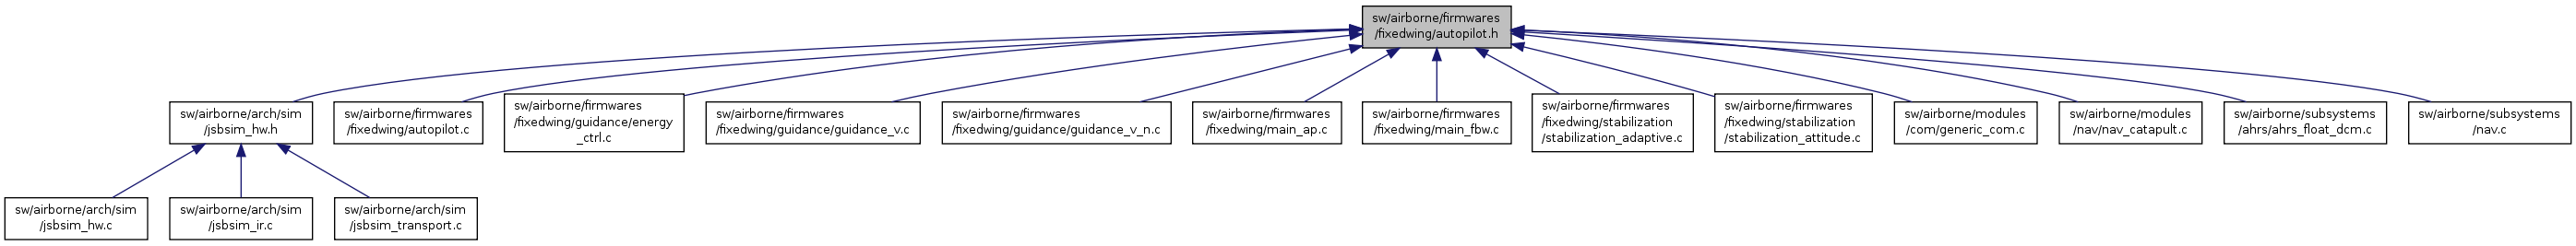 sw/airborne/firmwares
/fixedwing/autopilot.h
sw/airborne/arch/sim
/jsbsim_hw.h
sw/airborne/firmwares
/fixedwing/autopilot.c
sw/airborne/firmwares
/fixedwing/guidance/energy
_ctrl.c
sw/airborne/firmwares
/fixedwing/guidance/guidance_v.c
sw/airborne/firmwares
/fixedwing/guidance/guidance_v_n.c
sw/airborne/firmwares
/fixedwing/main_ap.c
sw/airborne/firmwares
/fixedwing/main_fbw.c
sw/airborne/firmwares
/fixedwing/stabilization
/stabilization_adaptive.c
sw/airborne/firmwares
/fixedwing/stabilization
/stabilization_attitude.c
sw/airborne/modules
/com/generic_com.c
sw/airborne/modules
/nav/nav_catapult.c
sw/airborne/subsystems
/ahrs/ahrs_float_dcm.c
sw/airborne/subsystems
/nav.c
sw/airborne/arch/sim
/jsbsim_hw.c
sw/airborne/arch/sim
/jsbsim_ir.c
sw/airborne/arch/sim
/jsbsim_transport.c